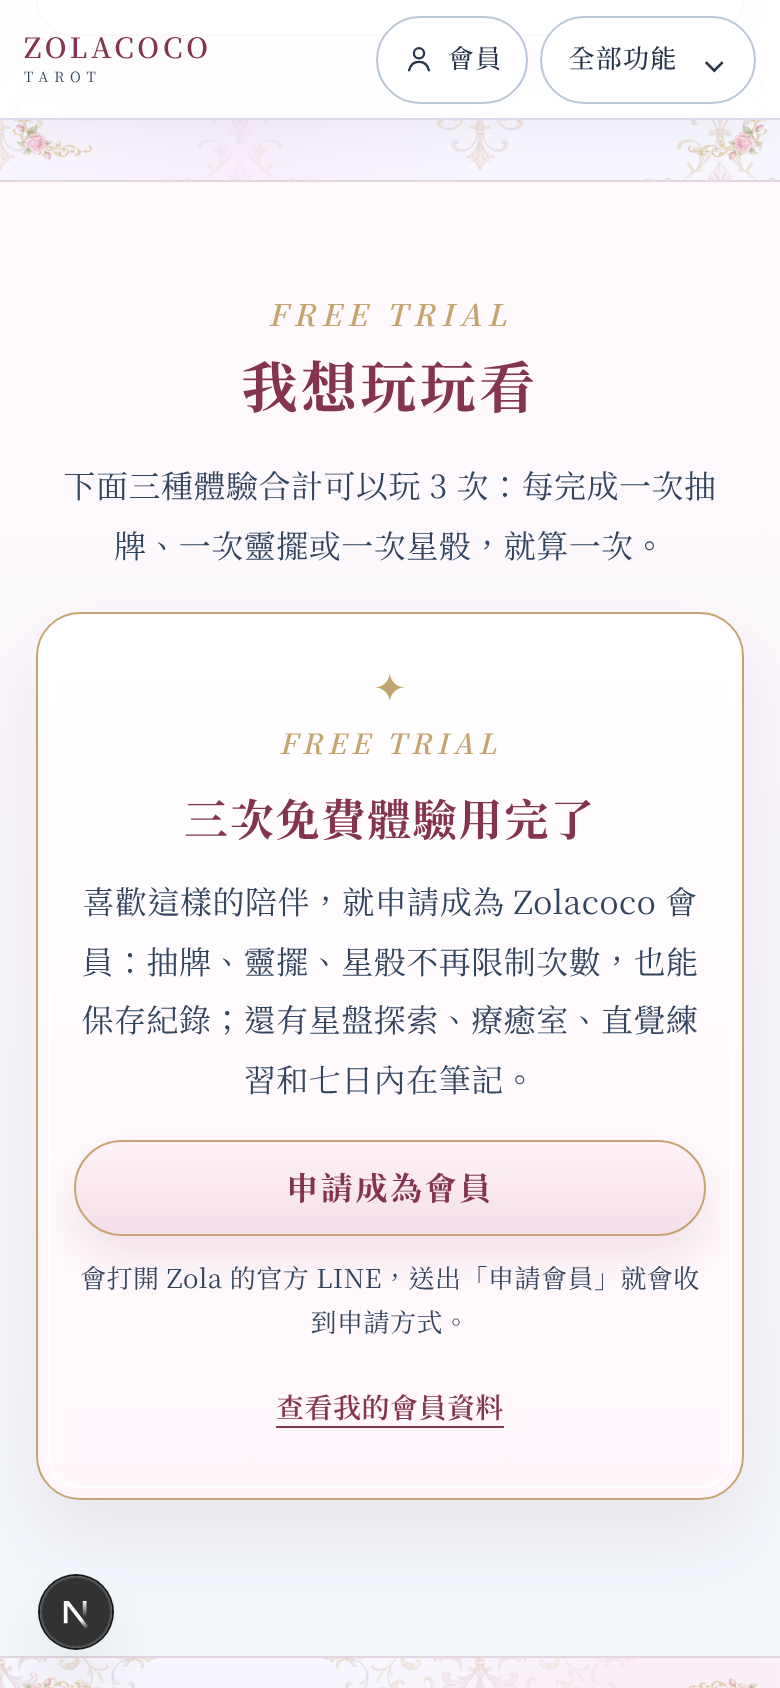 ZOLACOCO
TAROT
會員
全部功能
FREE TRIAL
我想玩玩看
下面三種體驗合計可以玩 3 次：每完成一次抽
牌、一次靈擺或一次星骰，就算一次。
✦
FREE TRIAL
三次免費體驗用完了
喜歡這樣的陪伴，就申請成為 Zolacoco 會
員：抽牌、靈擺、星骰不再限制次數，也能
保存紀錄；還有星盤探索、療癒室、直覺練
習和七日內在筆記。
申請成為會員
會打開 Zola 的官方 LINE，送出「申請會員」就會收
到申請方式。
查看我的會員資料
N